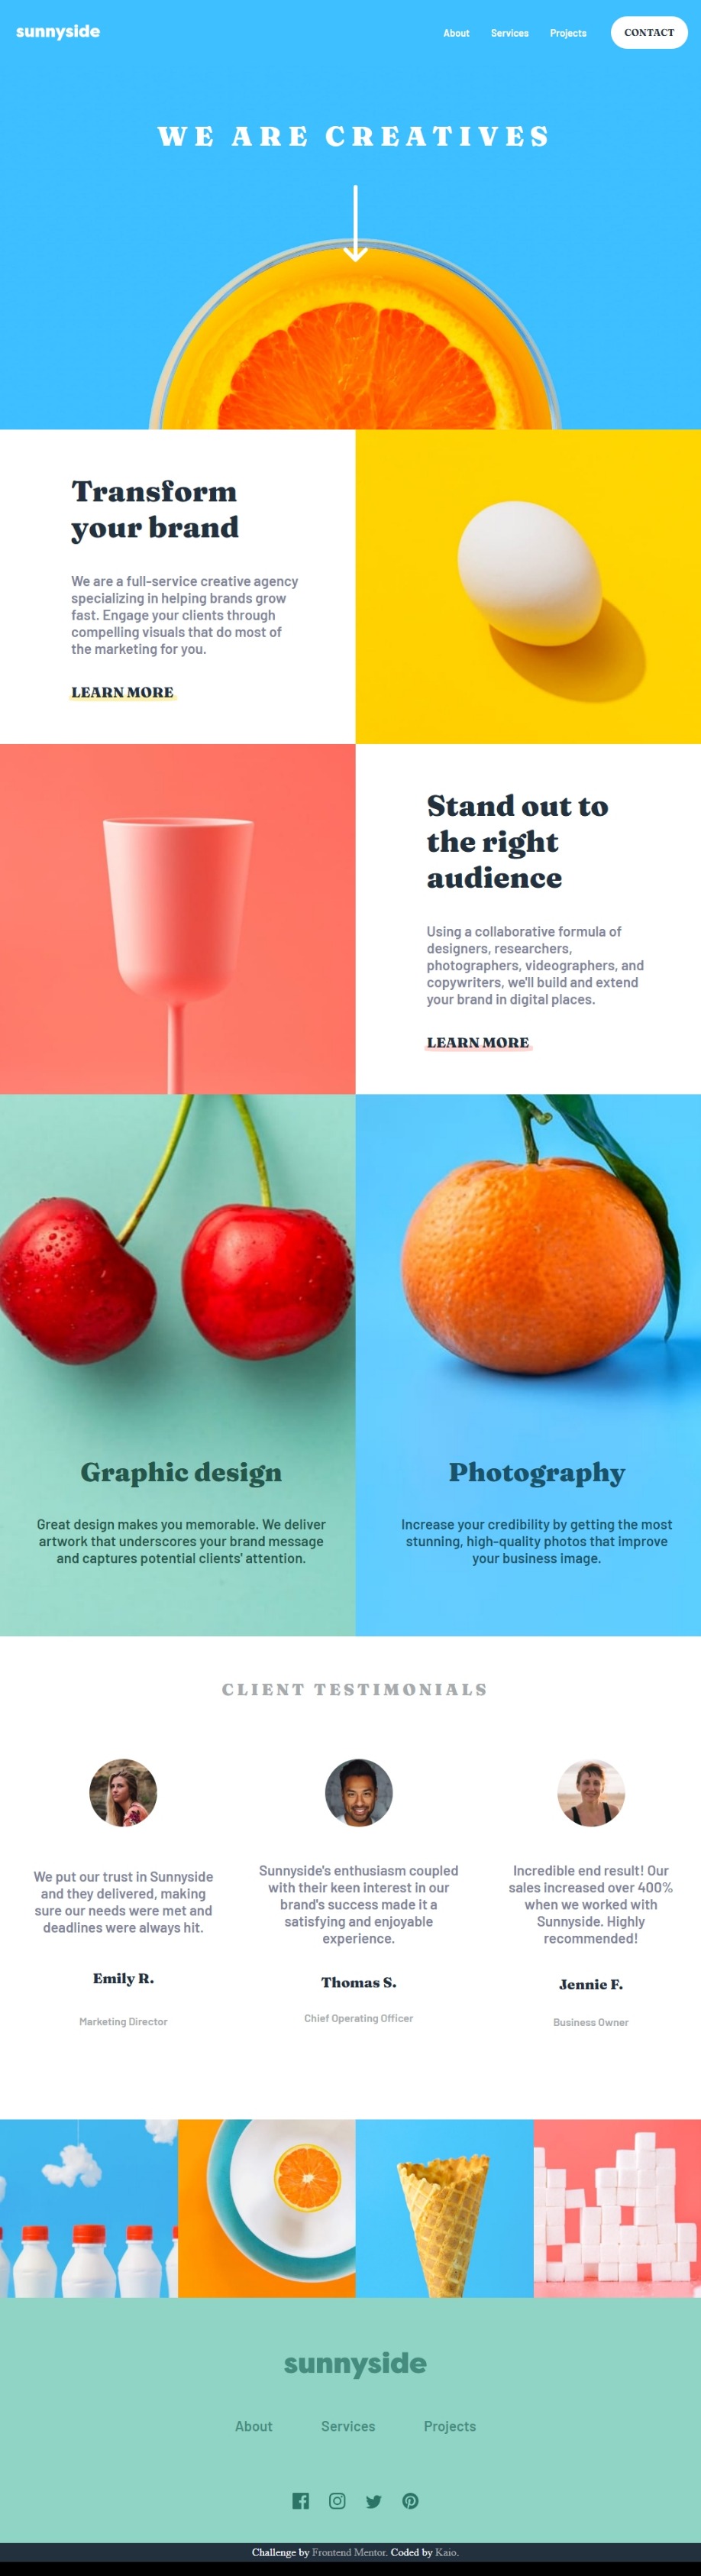 sunnyside
About Services Projects CONTACT
WE ARE CREATIVES
Transform
your brand
We are a full-service creative agency
specializing in helping brands grow
fast. Engage your clients through
compelling visuals that do most of
the marketing for you.
LEARN MORE
Stand out to
the right
audience
Using a collaborative formula of
designers, researchers,
photographers, videographers, and
copywriters, we'll build and extend
your brand in digital places.
LEARN MORE
Graphic design
Great design makes you memorable. We deliver
artwork that underscores your brand message
and captures potential clients' attention.
Photography
Increase your credibility by getting the most
stunning, high-quality photos that improve
your business image.
CLIENT TESTIMONIALS
We put our trust in Sunnyside
and they delivered, making
sure our needs were met and
deadlines were always hit.
Emily R.
Marketing Director
Sunnyside's enthusiasm coupled
with their keen interest in our
brand's success made it a
satisfying and enjoyable
experience.
Thomas S.
Chief Operating Officer
Incredible end result! Our
sales increased over 400%
when we worked with
Sunnyside. Highly
recommended!
Jennie F.
Business Owner
sunnyside
About Services Projects
Challenge by Frontend Mentor. Coded by Kaio.